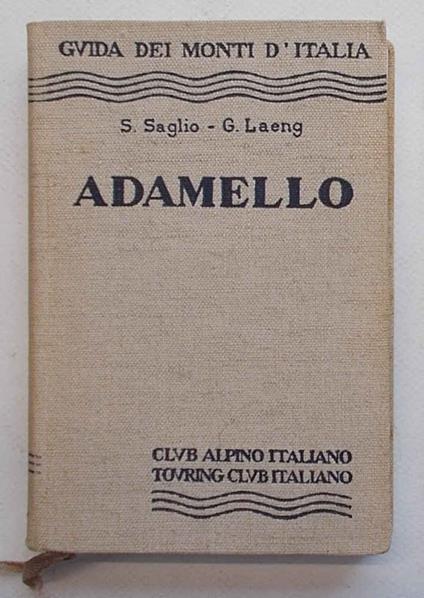 GVIDA DEI MONTI D'ITALIA
S. Saglio - G. Laeng
ADAMELLO
CLVB ALPINO ITALIANO
TOVRING CLVB ITALIANO